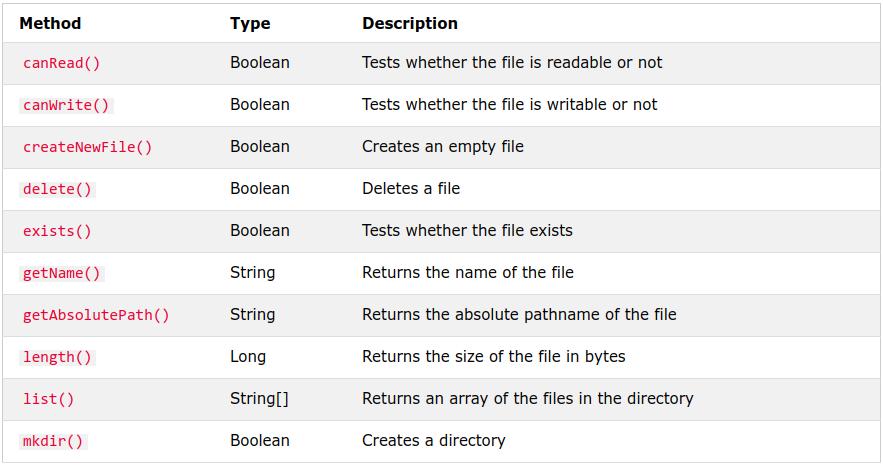 Method Type Description
canRead() Boolean Tests whether the file is readable or not
canWrite() Boolean Tests whether the file is writable or not
createNewFile() Boolean Creates an empty file
delete() Boolean Deletes a file
exists() Boolean Tests whether the file exists
getName() String Returns the name of the file
getAbsolutePath() String Returns the absolute pathname of the file
length() Long Returns the size of the file in bytes
list() String[] Returns an array of the files in the directory
mkdir() Boolean Creates a directory